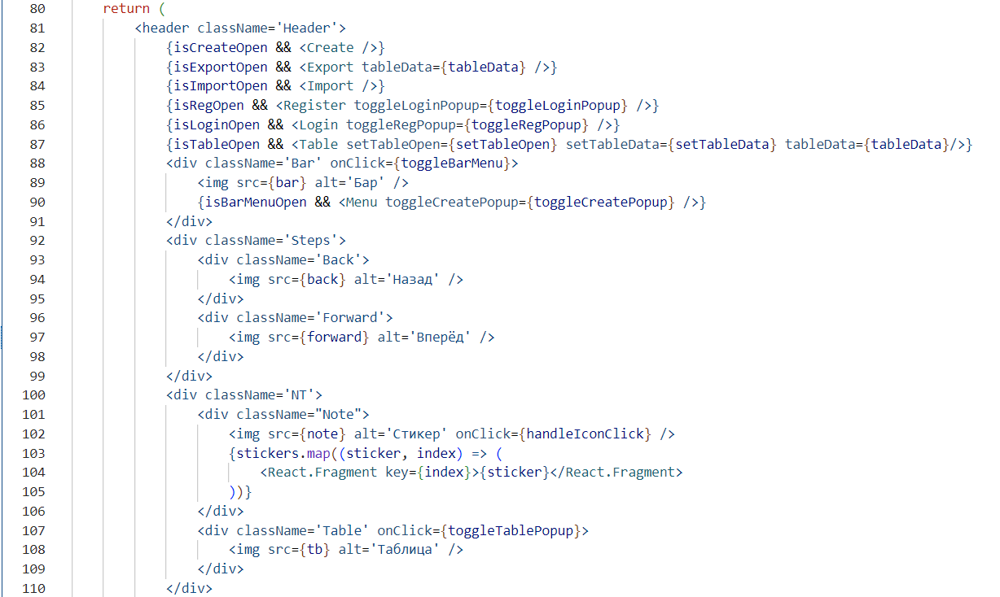 80 return (
81 <header className='Header'>
82 {isCreateOpen && <Create />}
83 {isExportOpen && <Export tableData={tableData} />}
84 {isImportOpen && <Import />}
85 {isRegOpen && <Register toggleLoginPopup={toggleLoginPopup} />}
86 {isLoginOpen && <Login toggleRegPopup={toggleRegPopup} />}
87 {isTableOpen && <Table setTableOpen={setTableOpen} setTableData={setTableData} tableData={tableData}/>}
88 <div className='Bar' onClick={toggleBarMenu}>
89 <img src={bar} alt='Бар' />
90 {isBarMenuOpen && <Menu toggleCreatePopup={toggleCreatePopup} />}
91 </div>
92 <div className='Steps'>
93 <div className='Back'>
94 <img src={back} alt='Назад' />
95 </div>
96 <div className='Forward'>
97 <img src={forward} alt='Вперёд' />
98 </div>
99 </div>
100 <div className='NT'>
101 <div className="Note">
102 <img src={note} alt='Стикер' onClick={handleIconClick} />
103 {stickers.map((sticker, index) => (
104 <React.Fragment key={index}>{sticker}</React.Fragment>
105 ))}
106 </div>
107 <div className='Table' onClick={toggleTablePopup}>
108 <img src={tb} alt='Таблица' />
109 </div>
110 </div>